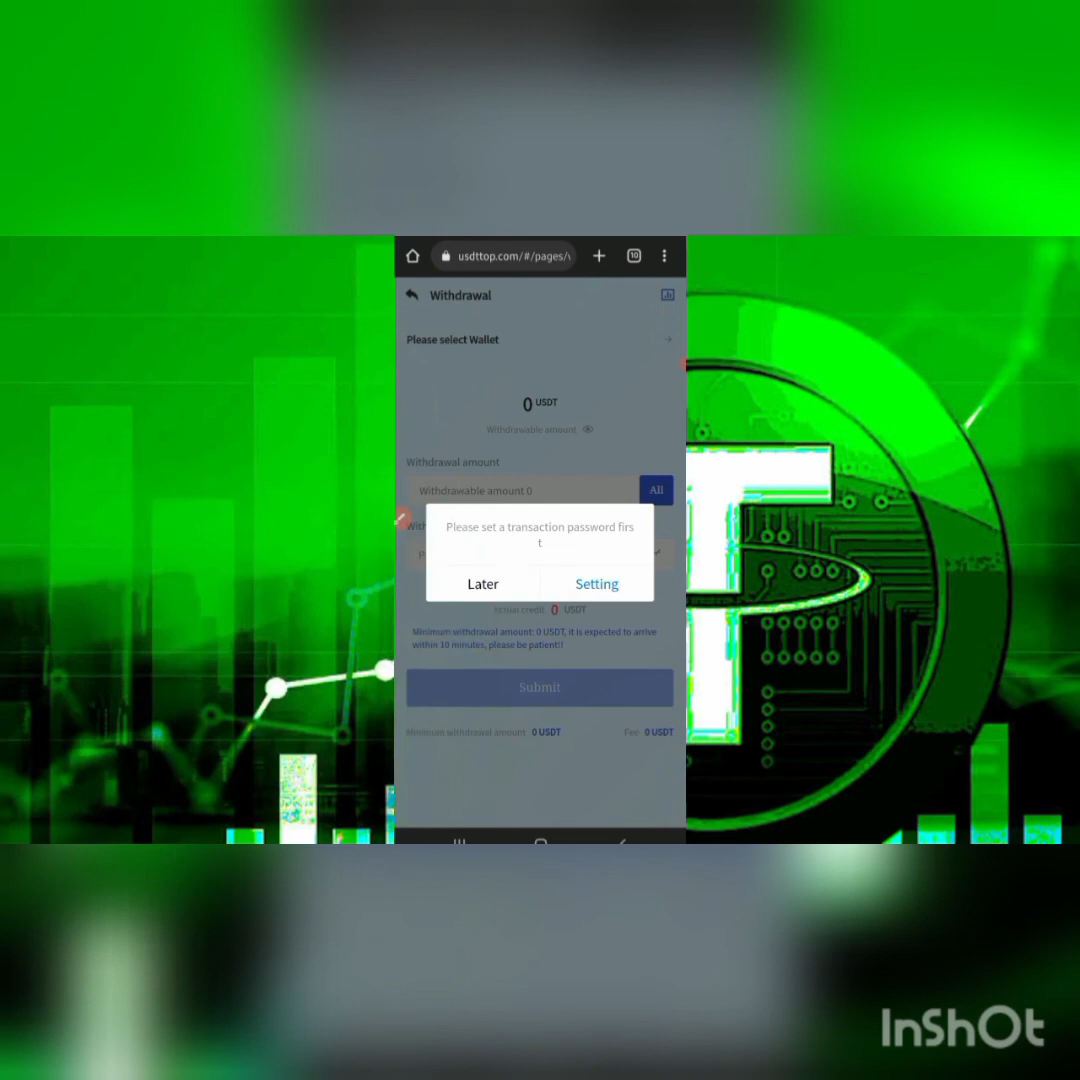 usdttop.com/#/pages/
10
Withdrawal
Please select Wallet
0 USDT
Withdrawable amount
Withdrawal amount
Withdrawable amount 0
All
Please set a transaction password firs
t
Later
Setting
credit 0 USDT
Minimum withdrawal amount: 0 USDT, it is expected to arrive
within 10 minutes, please be patient!!
Submit
Minimum withdrawal amount 0 USDT
Fee 0 USDT
InShOt